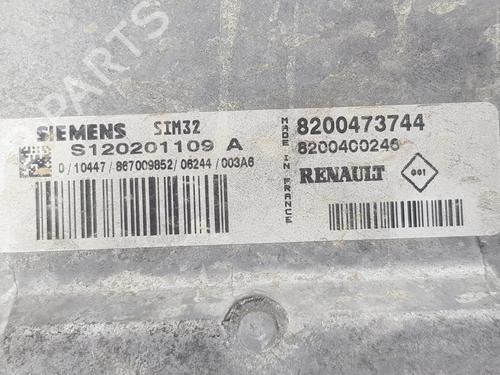 PARTS
SIEMENS SIM32
S120201109 A
0/10447/867009852/06244/003A6
MADE IN FRANCE
8200473744
8200400246
RENAULT
001